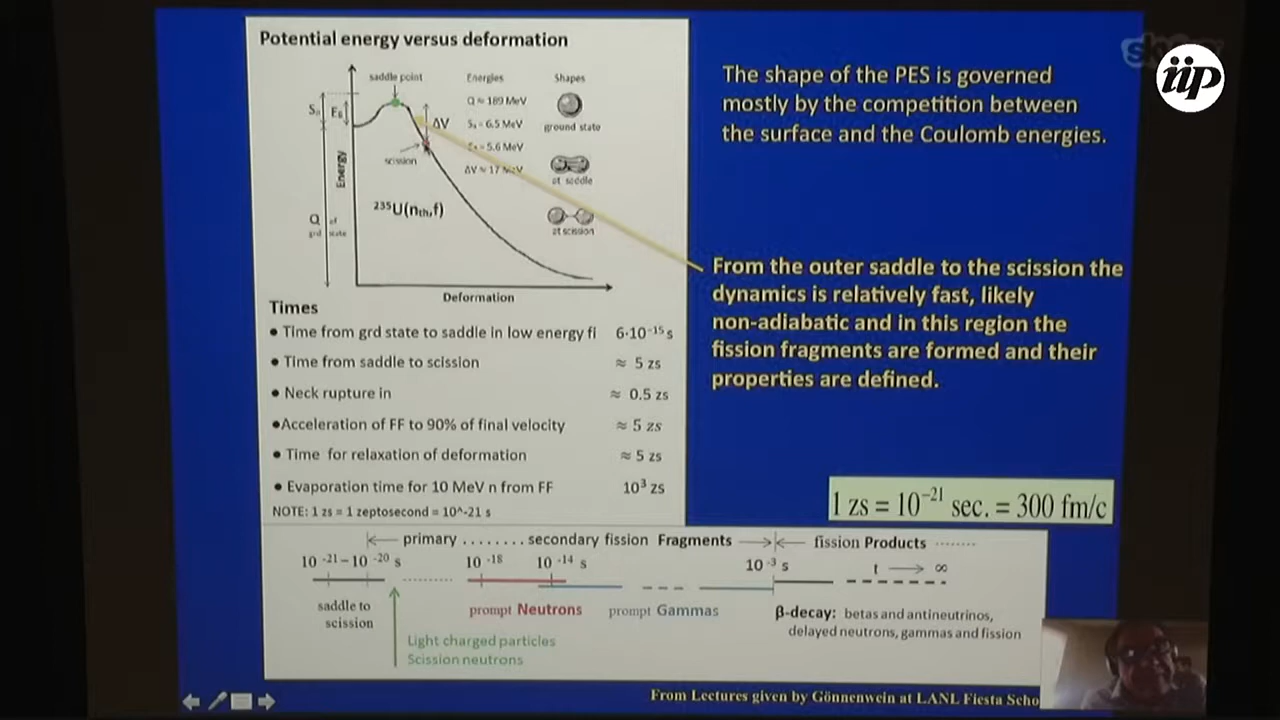 Potential energy versus deformation
saddle point
Energies
Shapes
Q ≈ 189 MeV
ΔV
ground state
scission
ΔV ≈ 17 MeV
at saddle
Energy
²³⁵U(nth,f)
Q
at scission
Deformation
The shape of the PES is governed
mostly by the competition between
the surface and the Coulomb energies.
From the outer saddle to the scission the
dynamics is relatively fast, likely
non-adiabatic and in this region the
fission fragments are formed and their
properties are defined.
Times
• Time from grd state to saddle in low energy fi 6·10⁻¹⁵ s
• Time from saddle to scission ≈ 5 zs
• Neck rupture in ≈ 0.5 zs
•Acceleration of FF to 90% of final velocity ≈ 5 zs
• Time for relaxation of deformation ≈ 5 zs
• Evaporation time for 10 MeV n from FF 10³ zs
NOTE: 1 zs = 1 zeptosecond = 10^-21 s
1 zs = 10⁻²¹ sec. = 300 fm/c
primary ........ secondary fission Fragments
fission Products ........
10⁻²¹ – 10⁻²⁰ s
10⁻¹⁸
10⁻¹⁴ s
10⁻³ s
t → ∞
saddle to
scission
prompt Neutrons
prompt Gammas
β-decay: betas and antineutrinos,
delayed neutrons, gammas and fission
Light charged particles
Scission neutrons
From Lectures given by Gönnenwein at LANL Fiesta Scho
iip